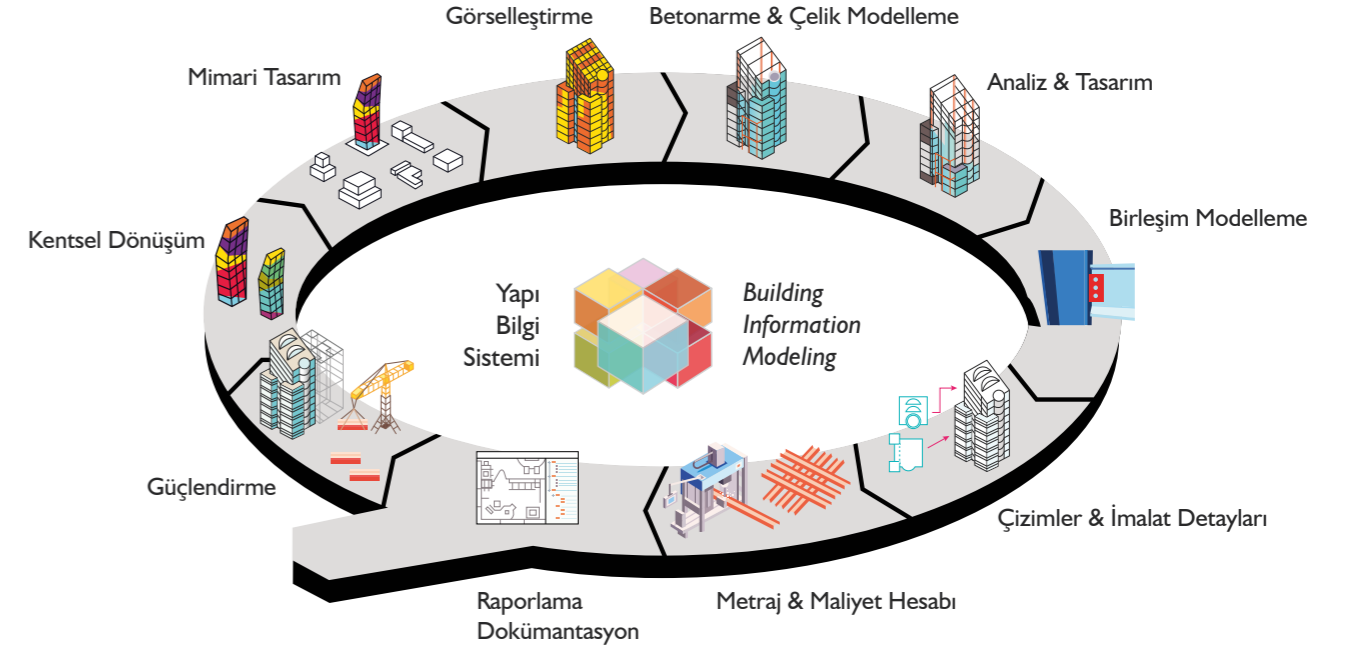 Görselleştirme
Betonarme & Çelik Modelleme
Mimari Tasarım
Analiz & Tasarım
Birleşim Modelleme
Kentsel Dönüşüm
Yapı
Bilgi
Sistemi
Building
Information
Modeling
Güçlendirme
Çizimler & İmalat Detayları
Raporlama
Dokümantasyon
Metraj & Maliyet Hesabı